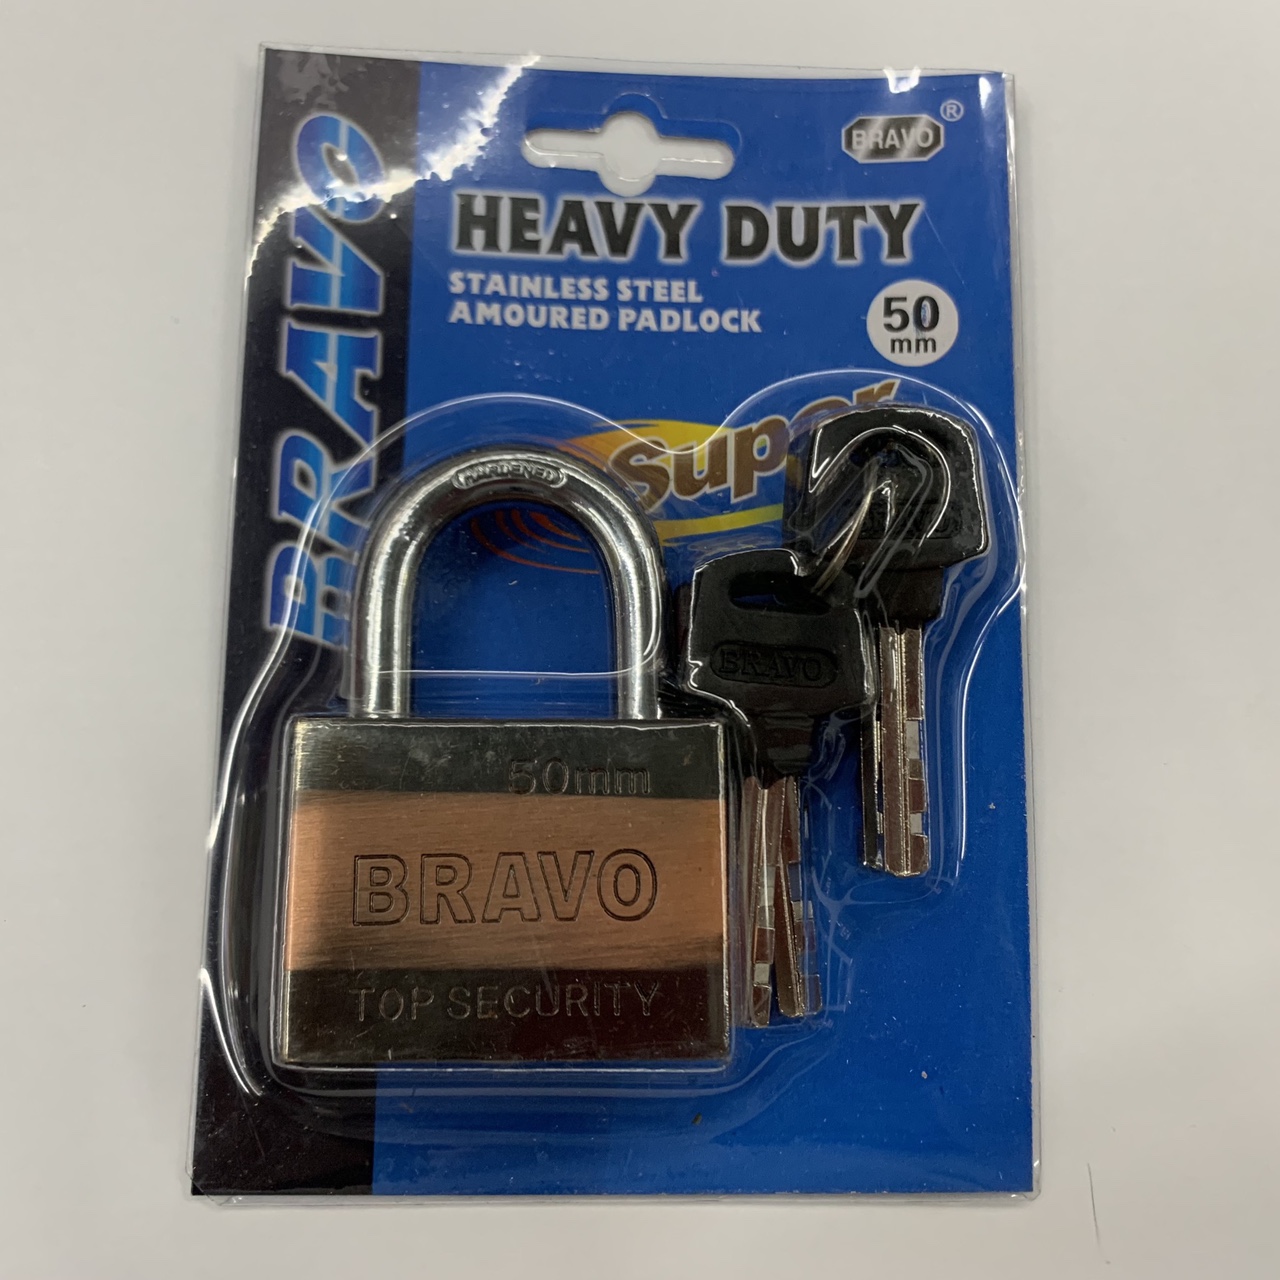 BRAVO
BRAVO ®
HEAVY DUTY
STAINLESS STEEL
AMOURED PADLOCK
50
mm
Super
HARDENED
BRAVO
50mm
BRAVO
TOP SECURITY